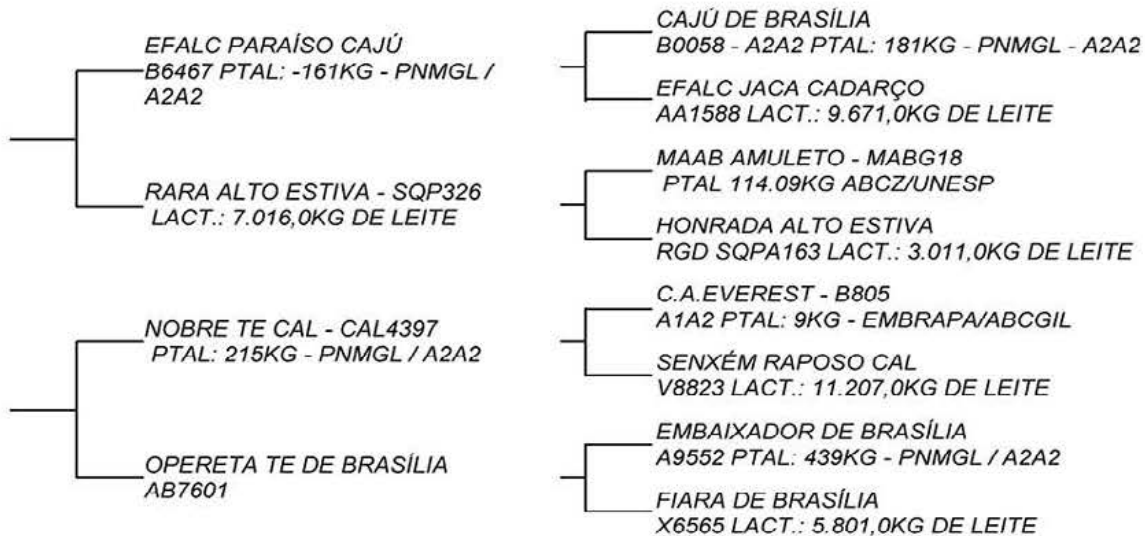 EFALC PARAÍSO CAJÚ
B6467 PTAL: -161KG - PNMGL /
A2A2
RARA ALTO ESTIVA - SQP326
LACT.: 7.016,0KG DE LEITE
NOBRE TE CAL - CAL4397
PTAL: 215KG - PNMGL / A2A2
OPERETA TE DE BRASÍLIA
AB7601
CAJÚ DE BRASÍLIA
B0058 - A2A2 PTAL: 181KG - PNMGL - A2A2
EFALC JACA CADARÇO
AA1588 LACT.: 9.671,0KG DE LEITE
MAAB AMULETO - MABG18
PTAL 114.09KG ABCZ/UNESP
HONRADA ALTO ESTIVA
RGD SQPA163 LACT.: 3.011,0KG DE LEITE
C.A.EVEREST - B805
A1A2 PTAL: 9KG - EMBRAPA/ABCGIL
SENXÉM RAPOSO CAL
V8823 LACT.: 11.207,0KG DE LEITE
EMBAIXADOR DE BRASÍLIA
A9552 PTAL: 439KG - PNMGL / A2A2
FIARA DE BRASÍLIA
X6565 LACT.: 5.801,0KG DE LEITE